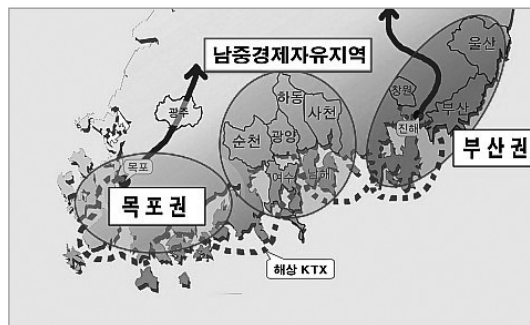 남중경제자유지역
울산
창원
부산
진해
부산권
하동
사천
순천
광양
여수
남해
광주
목포
목포권
해상 KTX